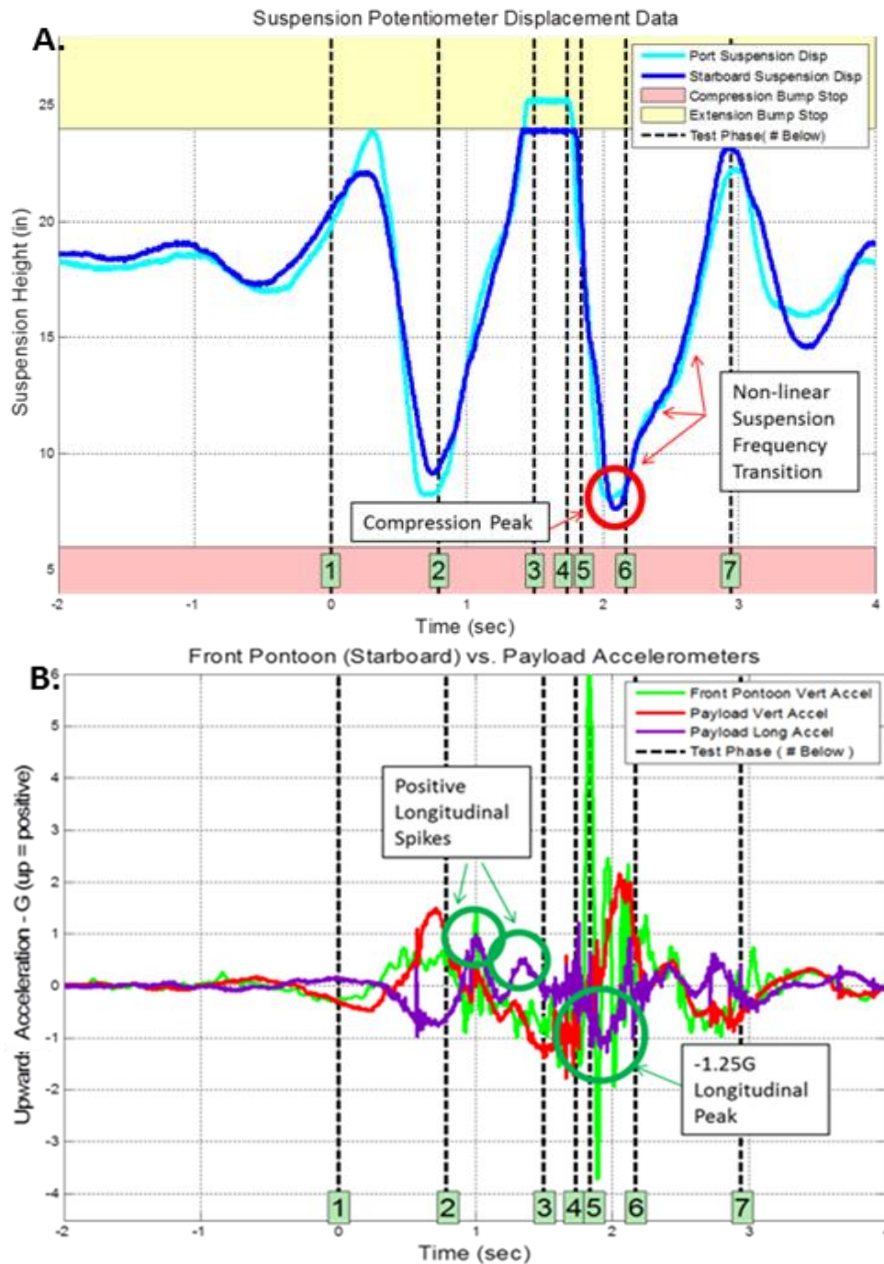 A.
Suspension Potentiometer Displacement Data
Port Suspension Disp
Starboard Suspension Disp
Compression Bump Stop
Extension Bump Stop
Test Phase( # Below)
25
20
15
10
5
Suspension Height (in)
Non-linear
Suspension
Frequency
Transition
Compression Peak
1 2 3 4 5 6 7
-2 -1 0 1 2 3 4
Time (sec)
B.
Front Pontoon (Starboard) vs. Payload Accelerometers
Front Pontoon Vert Accel
Payload Vert Accel
Payload Long Accel
Test Phase ( # Below )
6
5
4
3
2
1
0
-1
-2
-3
-4
Upward: Acceleration - G (up = positive)
Positive
Longitudinal
Spikes
-1.25G
Longitudinal
Peak
1 2 3 4 5 6 7
-2 -1 0 1 2 3 4
Time (sec)